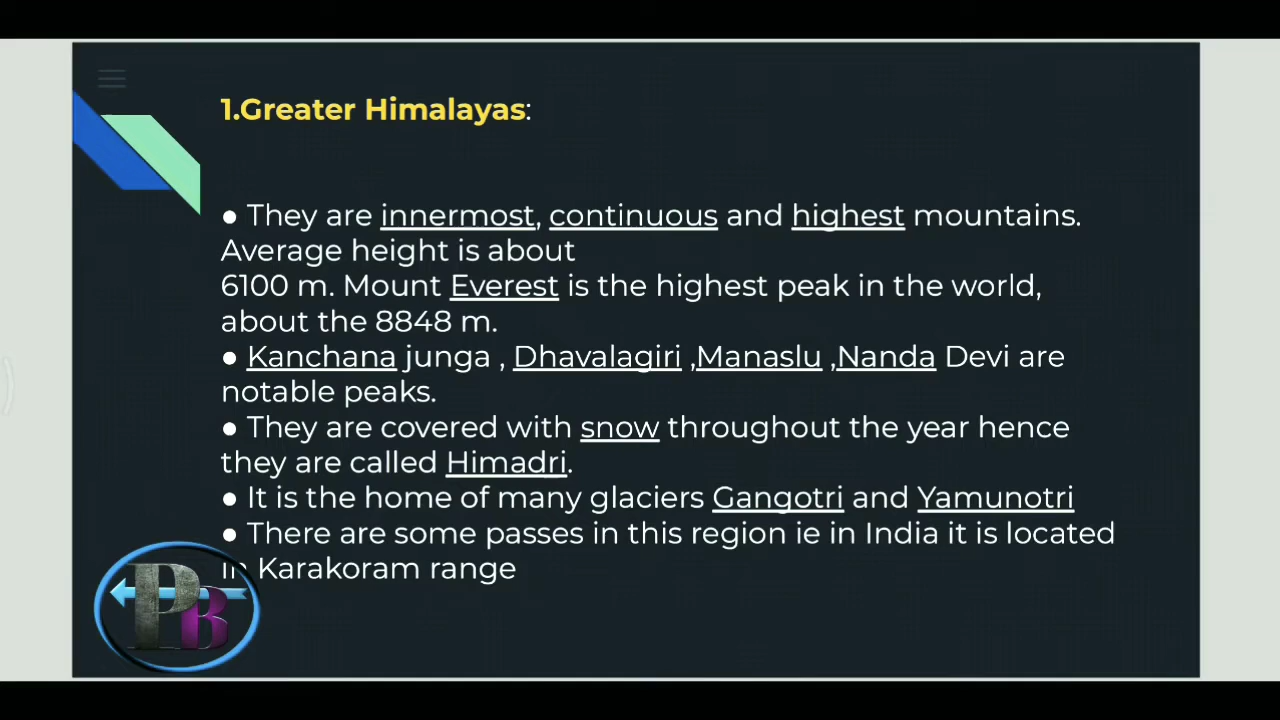 1.Greater Himalayas:
● They are innermost, continuous and highest mountains.
Average height is about
6100 m. Mount Everest is the highest peak in the world,
about the 8848 m.
● Kanchana junga , Dhavalagiri ,Manaslu ,Nanda Devi are
notable peaks.
● They are covered with snow throughout the year hence
they are called Himadri.
● It is the home of many glaciers Gangotri and Yamunotri
● There are some passes in this region ie in India it is located
in Karakoram range
PB